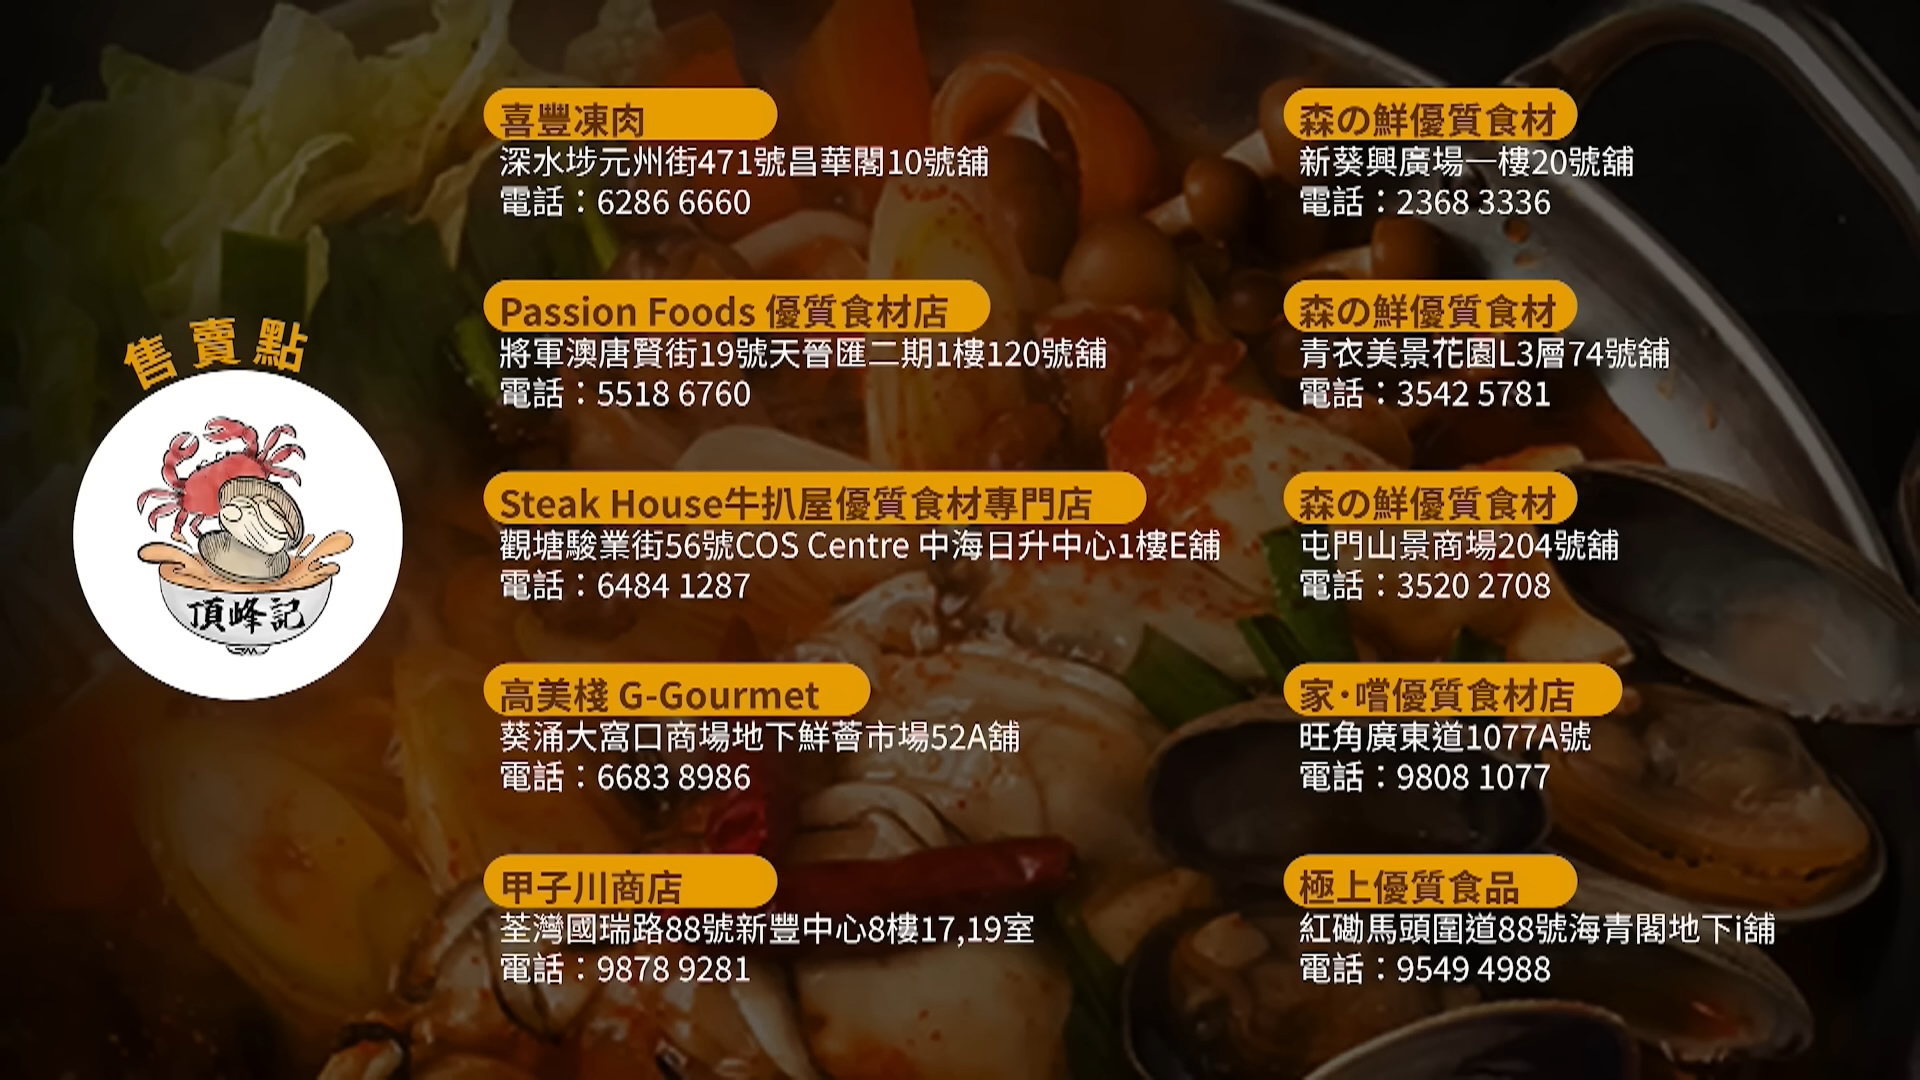 售賣點
頂峰記
喜豐凍肉
深水埗元州街471號昌華閣10號舖
電話：6286 6660
Passion Foods 優質食材店
將軍澳唐賢街19號天晉匯二期1樓120號舖
電話：5518 6760
Steak House牛扒屋優質食材專門店
觀塘駿業街56號COS Centre 中海日升中心1樓E舖
電話：6484 1287
高美棧 G-Gourmet
葵涌大窩口商場地下鮮薈市場52A舖
電話：6683 8986
甲子川商店
荃灣國瑞路88號新豐中心8樓17,19室
電話：9878 9281
森の鮮優質食材
新葵興廣場一樓20號舖
電話：2368 3336
森の鮮優質食材
青衣美景花園L3層74號舖
電話：3542 5781
森の鮮優質食材
屯門山景商場204號舖
電話：3520 2708
家·嚐優質食材店
旺角廣東道1077A號
電話：9808 1077
極上優質食品
紅磡馬頭圍道88號海青閣地下i舖
電話：9549 4988